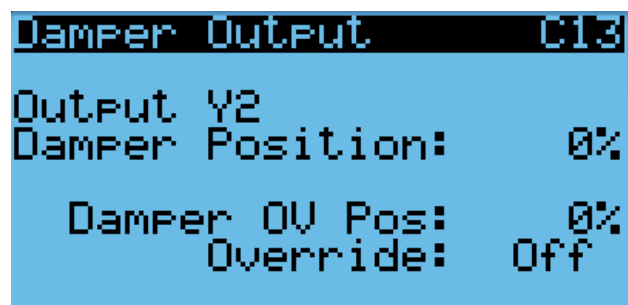 Damper Output C13
Output Y2
Damper Position: 0%
Damper OV Pos: 0%
Override: Off